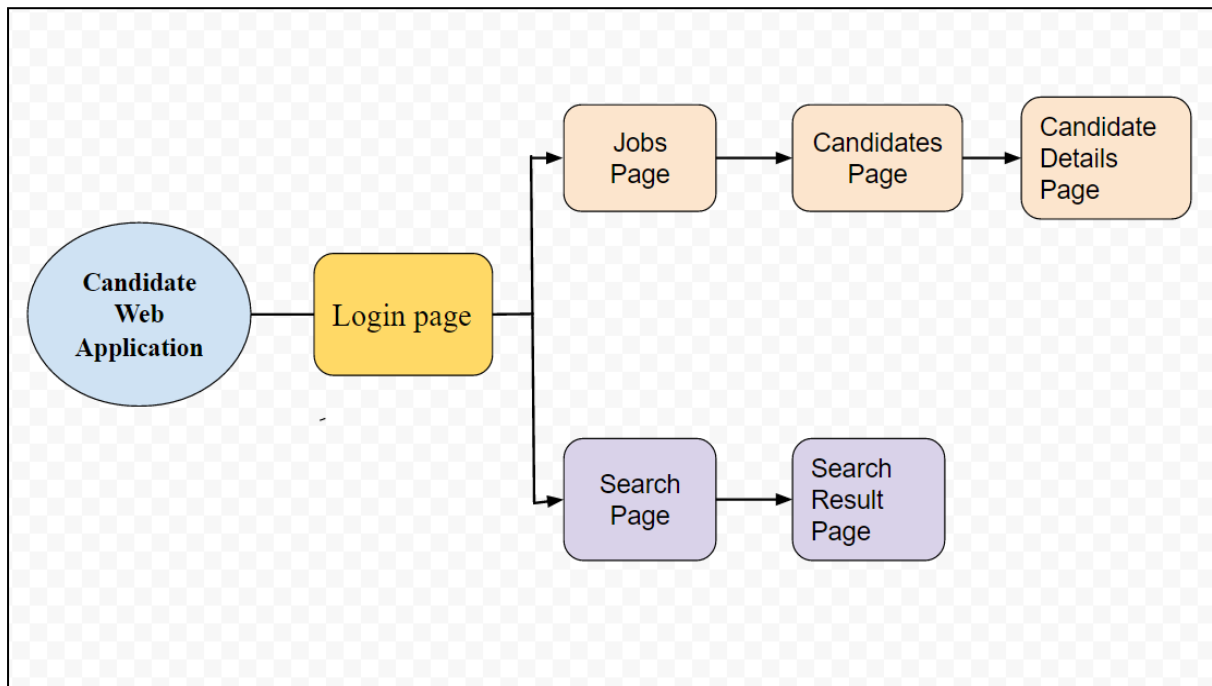 Candidate
Web
Application
Login page
Jobs
Page
Candidates
Page
Candidate
Details
Page
Search
Page
Search
Result
Page